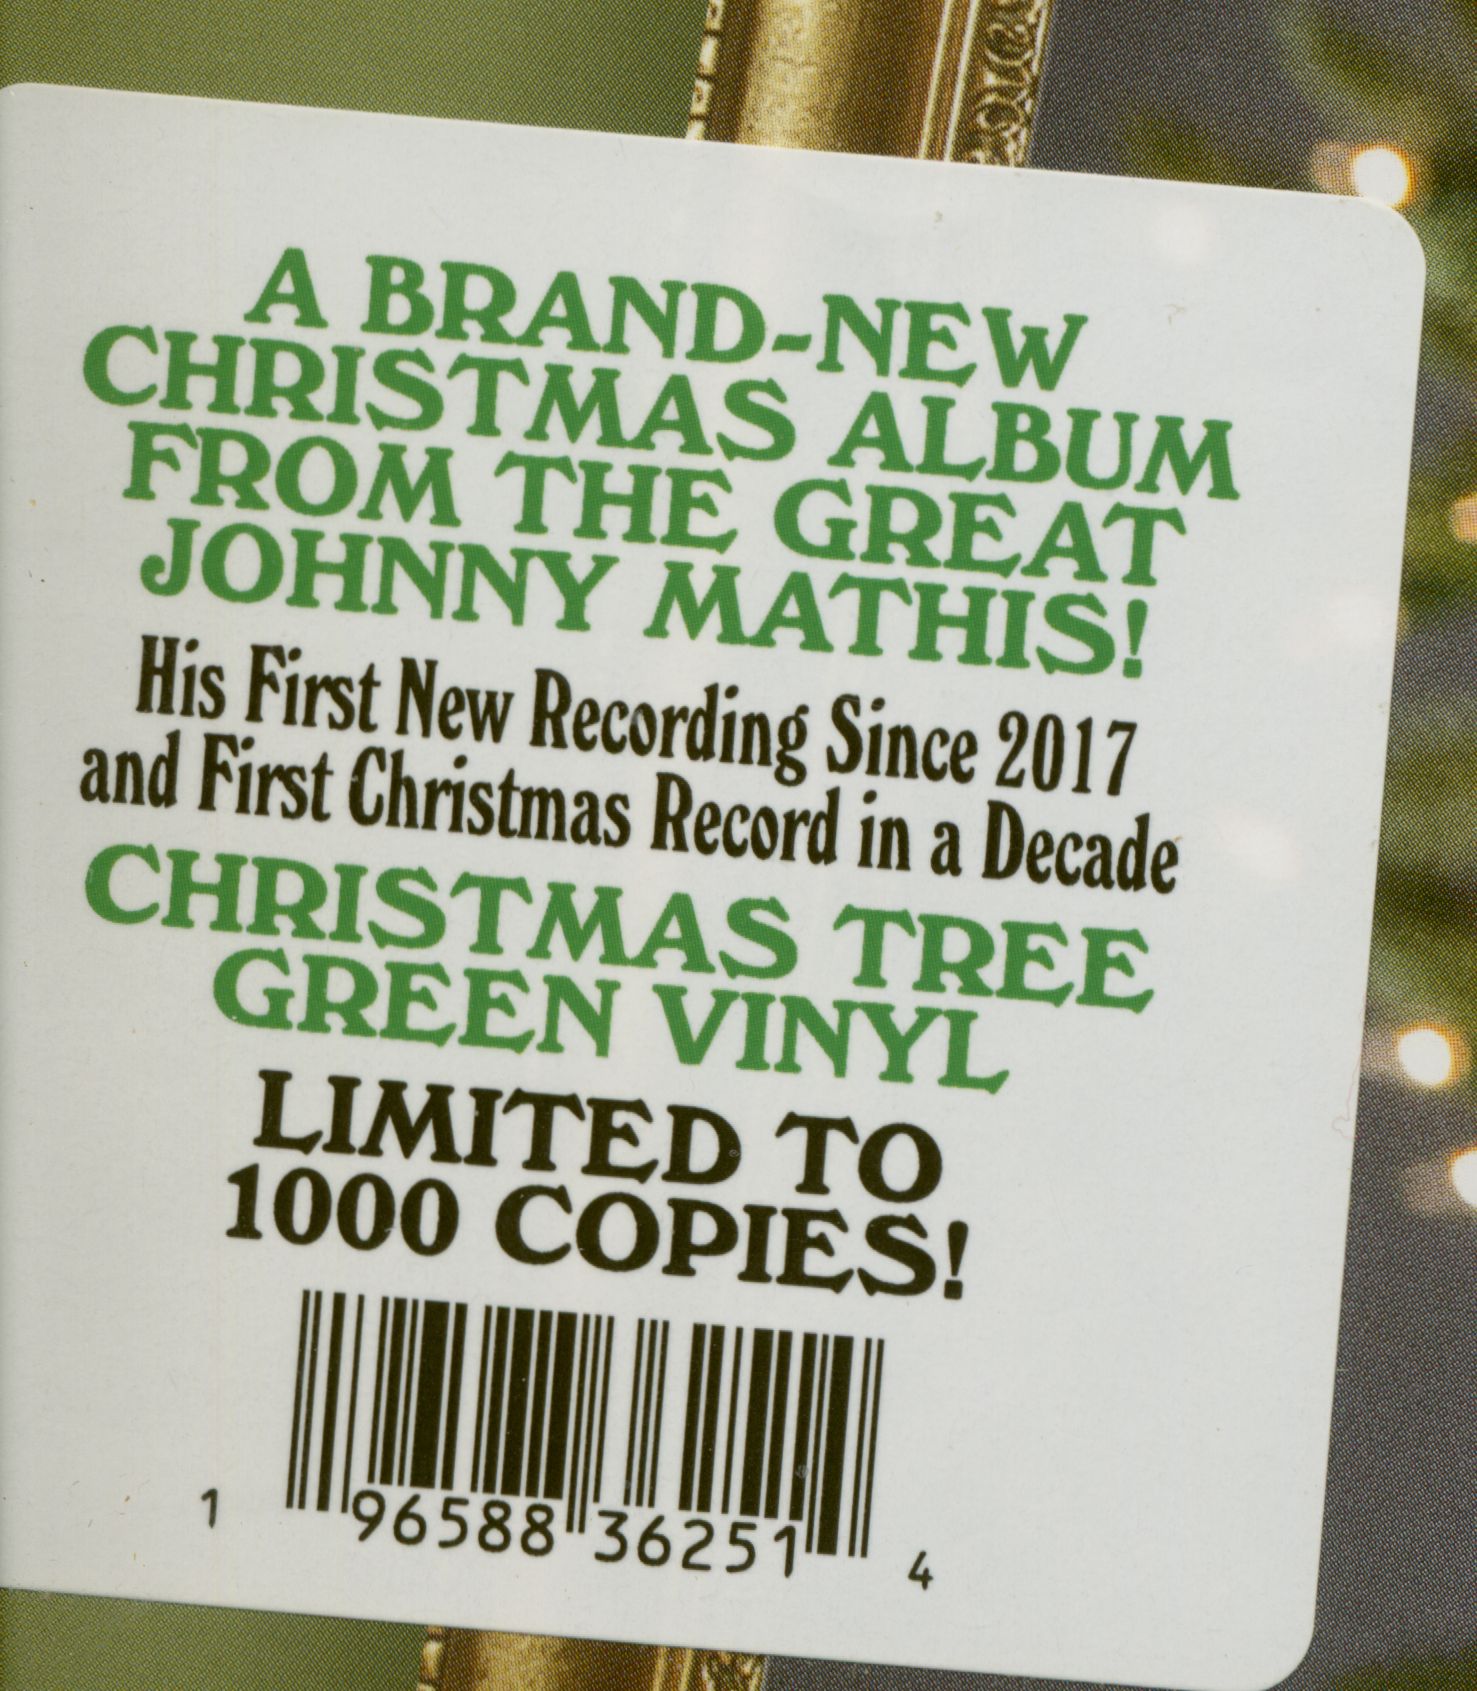 A BRAND-NEW
CHRISTMAS ALBUM
FROM THE GREAT
JOHNNY MATHIS!
His First New Recording Since 2017
and First Christmas Record in a Decade
CHRISTMAS TREE
GREEN VINYL
LIMITED TO
1000 COPIES!
1 96588 36251 4